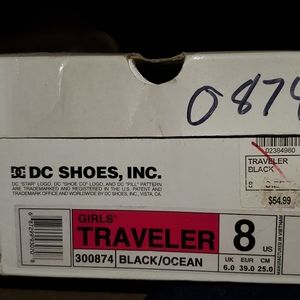 0874
DC SHOES, INC.
DC "STAR" LOGO, DC "SHOE CO" LOGO, AND DC "PILL" PATTERN
ARE TRADEMARKED AND REGISTERED IN THE U.S. PATENT AND
TRADEMARK OFFICE AND WORLDWIDE BY DC SHOES, INC., VISTA, CA
02384980
TRAVELER
BLACK
$54.99
GIRLS'
TRAVELER
8 US
300874 BLACK/OCEAN
UK EUR CM
6.0 39.0 25.0